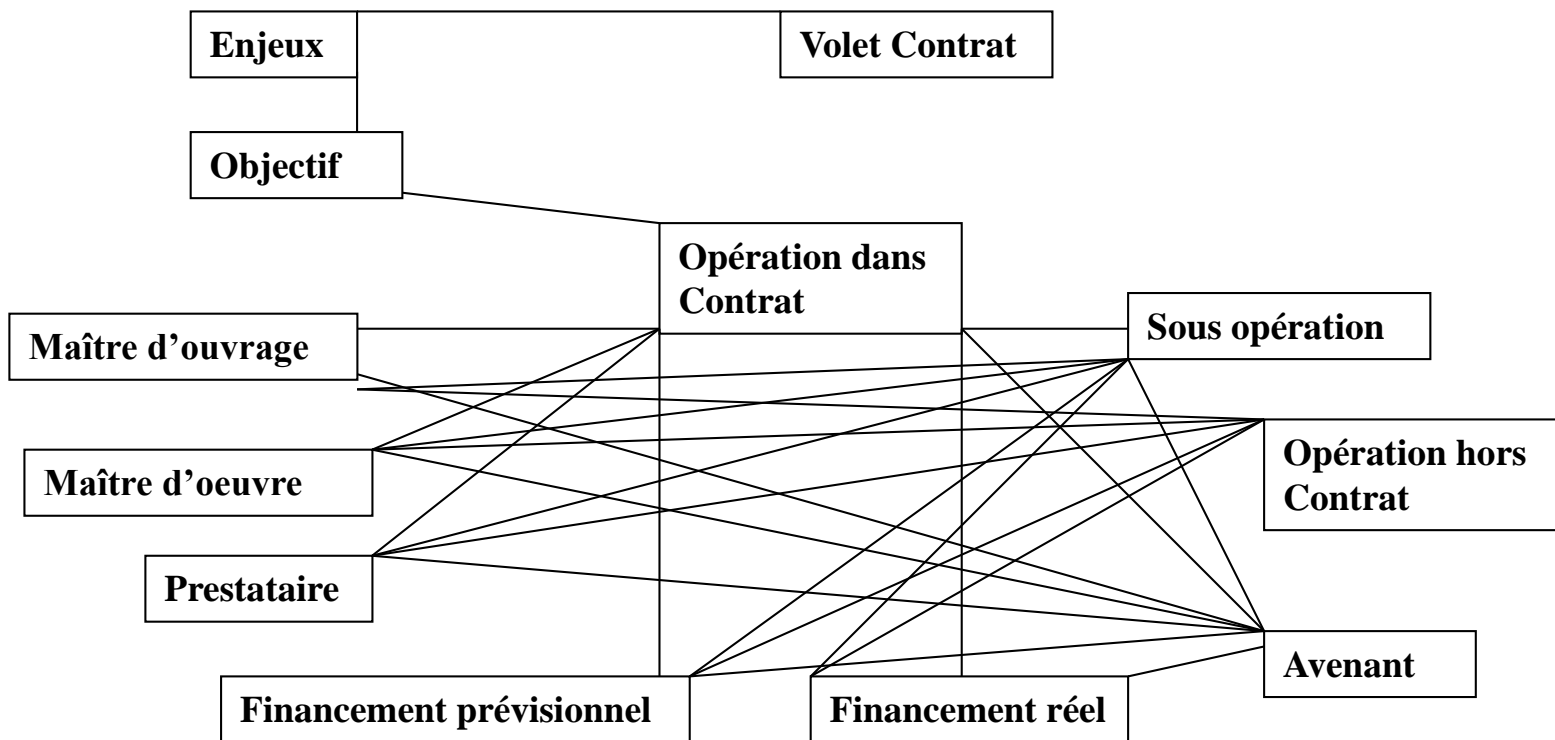 Enjeux
Volet Contrat
Objectif
Opération dans
Contrat
Sous opération
Maître d’ouvrage
Opération hors
Contrat
Maître d’oeuvre
Prestataire
Avenant
Financement prévisionnel
Financement réel